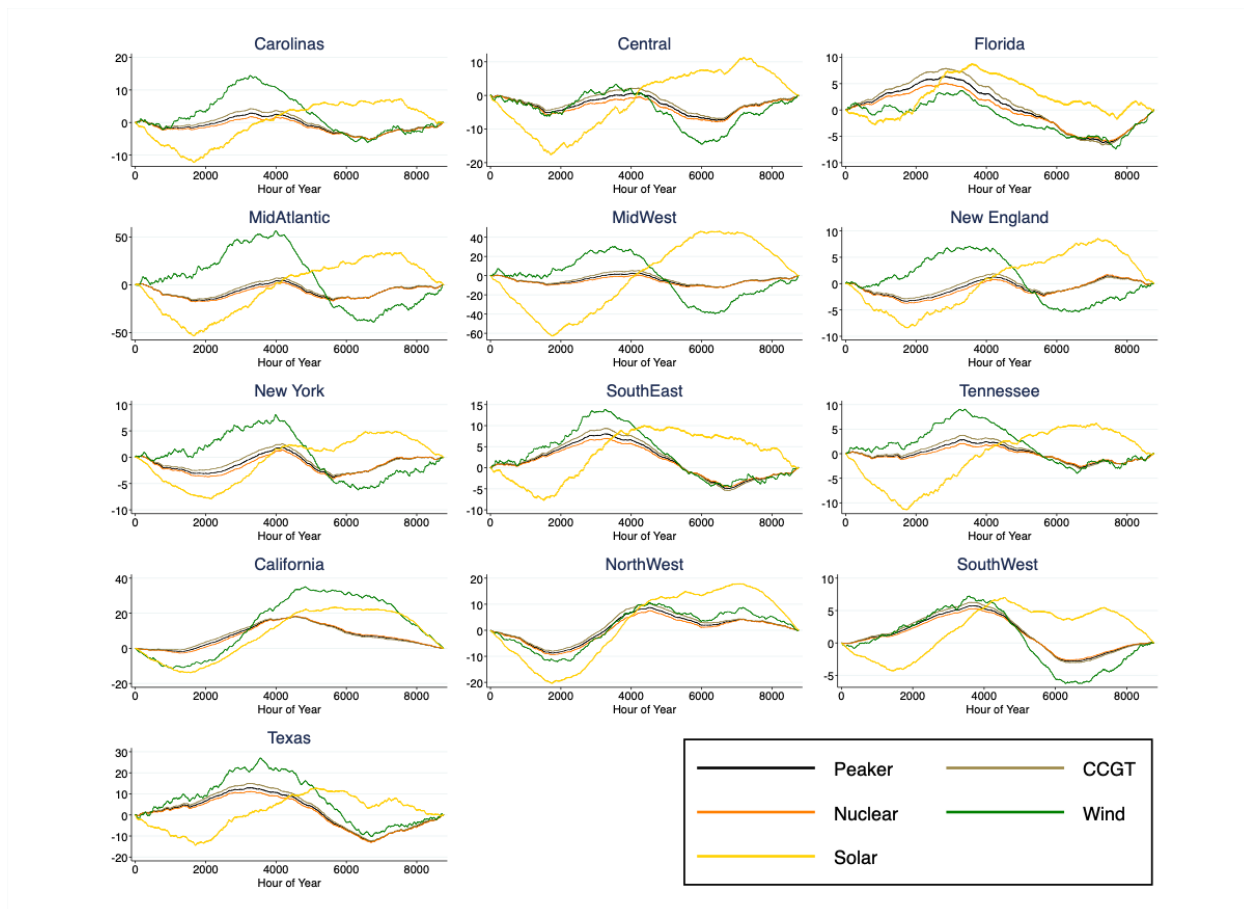 Carolinas
20
10
0
-10
0 2000 4000 6000 8000
Hour of Year
Central
10
0
-10
-20
0 2000 4000 6000 8000
Hour of Year
Florida
10
5
0
-5
-10
0 2000 4000 6000 8000
Hour of Year
MidAtlantic
50
0
-50
0 2000 4000 6000 8000
Hour of Year
MidWest
40
20
0
-20
-40
-60
0 2000 4000 6000 8000
Hour of Year
New England
10
5
0
-5
-10
0 2000 4000 6000 8000
Hour of Year
New York
10
5
0
-5
-10
0 2000 4000 6000 8000
Hour of Year
SouthEast
15
10
5
0
-5
-10
0 2000 4000 6000 8000
Hour of Year
Tennessee
10
5
0
-5
-10
0 2000 4000 6000 8000
Hour of Year
California
40
20
0
-20
0 2000 4000 6000 8000
Hour of Year
NorthWest
20
10
0
-10
-20
0 2000 4000 6000 8000
Hour of Year
SouthWest
10
5
0
-5
0 2000 4000 6000 8000
Hour of Year
Texas
30
20
10
0
-10
-20
0 2000 4000 6000 8000
Hour of Year
Peaker CCGT
Nuclear Wind
Solar